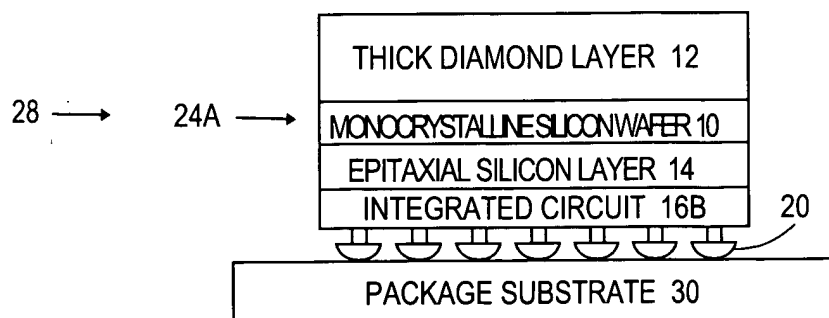 THICK DIAMOND LAYER 12
28
24A
MONOCRYSTALLINE SILICON WAFER 10
EPITAXIAL SILICON LAYER 14
INTEGRATED CIRCUIT 16B
20
PACKAGE SUBSTRATE 30